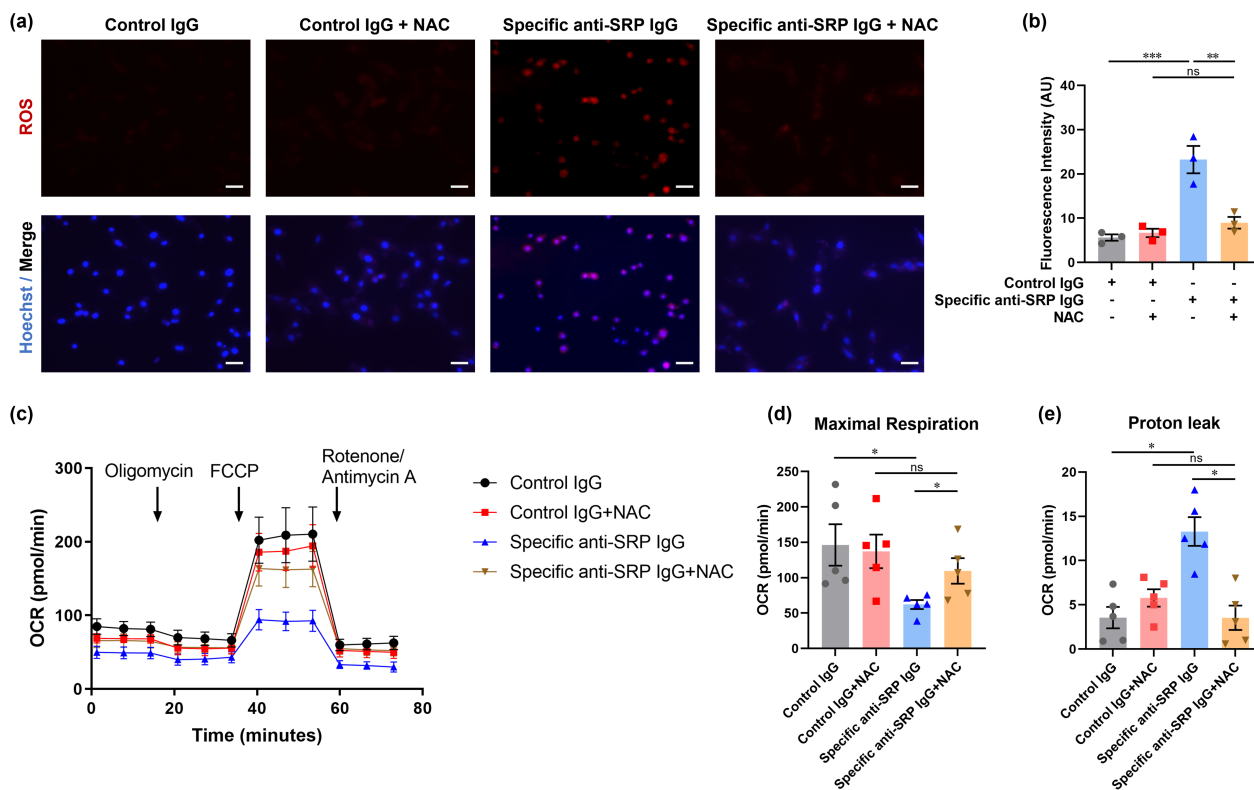 (a)
Control IgG
Control IgG + NAC
Specific anti-SRP IgG
Specific anti-SRP IgG + NAC
ROS
Hoechst / Merge
(b)
*** **
ns
Fluorescence Intensity (AU)
40
30
20
10
0
Control IgG + + - -
Specific anti-SRP IgG - - + +
NAC - + - +
(c)
OCR (pmol/min)
300
200
100
0
Oligomycin
FCCP
Rotenone/
Antimycin A
0 20 40 60 80
Time (minutes)
Control IgG
Control IgG+NAC
Specific anti-SRP IgG
Specific anti-SRP IgG+NAC
(d)
Maximal Respiration
*
ns
*
OCR (pmol/min)
250
200
150
100
50
0
Control IgG
Control IgG+NAC
Specific anti-SRP IgG
Specific anti-SRP IgG+NAC
(e)
Proton leak
*
ns
*
OCR (pmol/min)
20
15
10
5
0
Control IgG
Control IgG+NAC
Specific anti-SRP IgG
Specific anti-SRP IgG+NAC